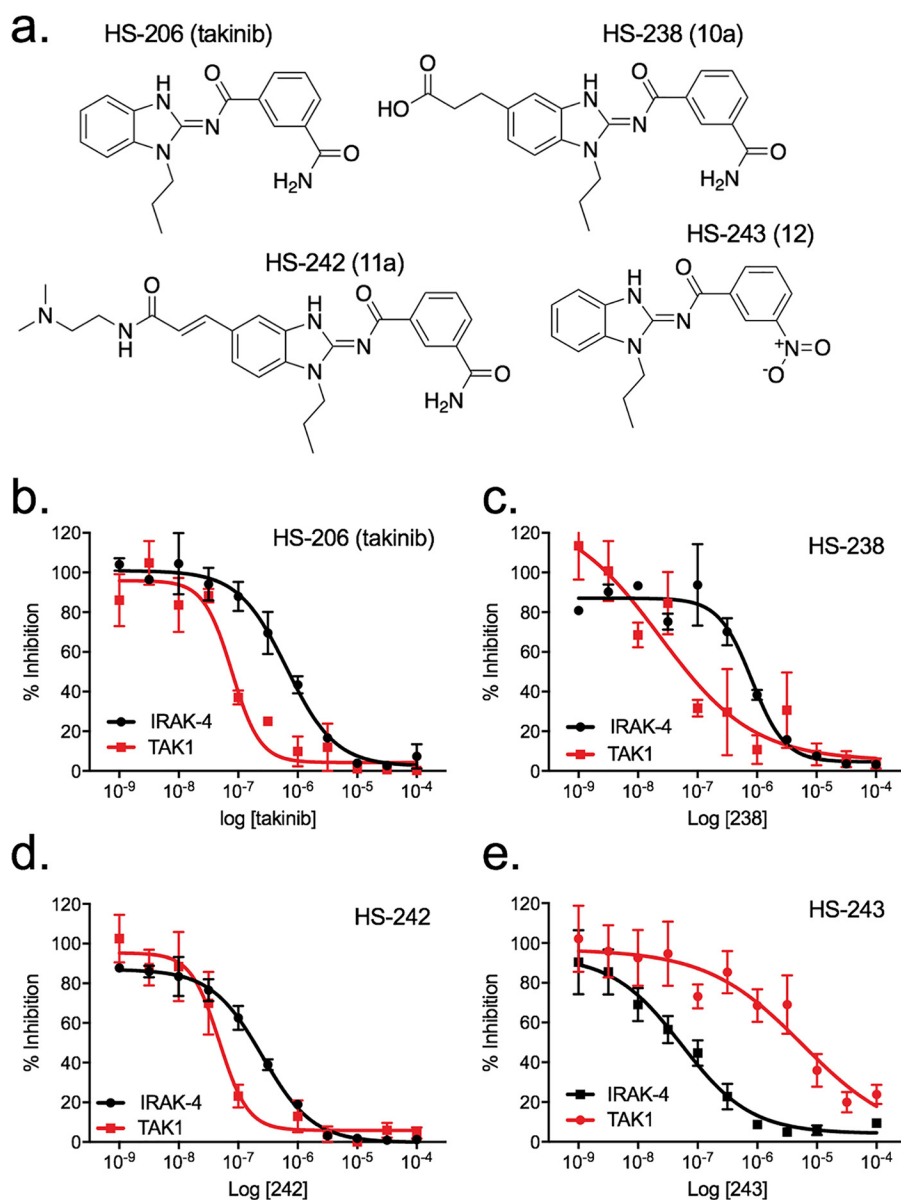 a.
HS-206 (takinib)
HS-238 (10a)
H
N
O
N
N
O
H₂N
O
HO
H
N
O
N
N
O
H₂N
HS-242 (11a)
HS-243 (12)
N
O
N
H
H
N
O
N
N
O
H₂N
H
N
O
N
N
+
N
O
-O
b.
HS-206 (takinib)
% Inhibition
120
100
80
60
40
20
0
IRAK-4
TAK1
10⁻⁹ 10⁻⁸ 10⁻⁷ 10⁻⁶ 10⁻⁵ 10⁻⁴
log [takinib]
c.
HS-238
% Inhibition
120
100
80
60
40
20
0
IRAK-4
TAK1
10⁻⁹ 10⁻⁸ 10⁻⁷ 10⁻⁶ 10⁻⁵ 10⁻⁴
Log [238]
d.
HS-242
% Inhibition
120
100
80
60
40
20
0
IRAK-4
TAK1
10⁻⁹ 10⁻⁸ 10⁻⁷ 10⁻⁶ 10⁻⁵ 10⁻⁴
Log [242]
e.
HS-243
% Inhibition
120
100
80
60
40
20
0
IRAK-4
TAK1
10⁻⁹ 10⁻⁸ 10⁻⁷ 10⁻⁶ 10⁻⁵ 10⁻⁴
Log [243]